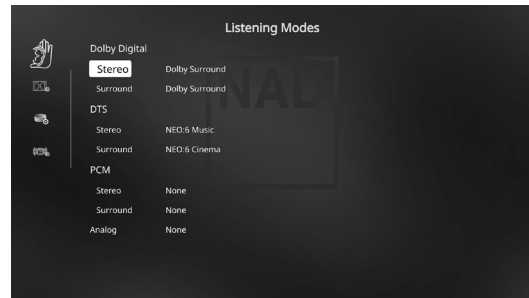 Listening Modes
Dolby Digital
Stereo Dolby Surround
Surround Dolby Surround
DTS
Stereo NEO:6 Music
Surround NEO:6 Cinema
PCM
Stereo None
Surround None
Analog None
NAD